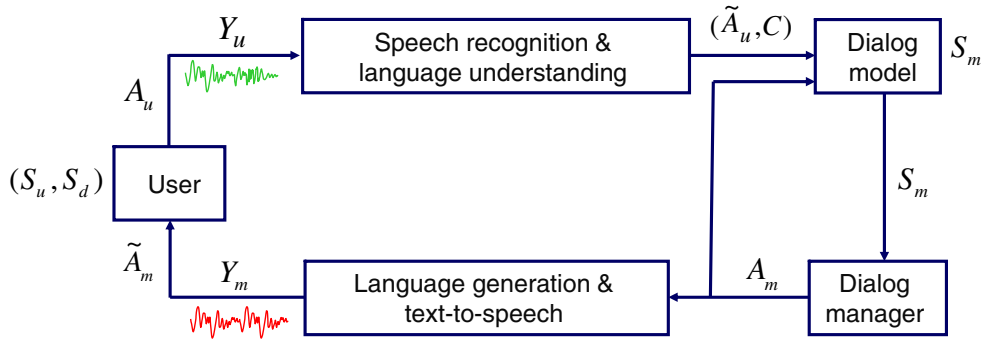 Y_u
Speech recognition &
language understanding
(Ã_u, C)
Dialog
model
S_m
A_u
(S_u, S_d)
User
S_m
Ã_m
Y_m
Language generation &
text-to-speech
A_m
Dialog
manager